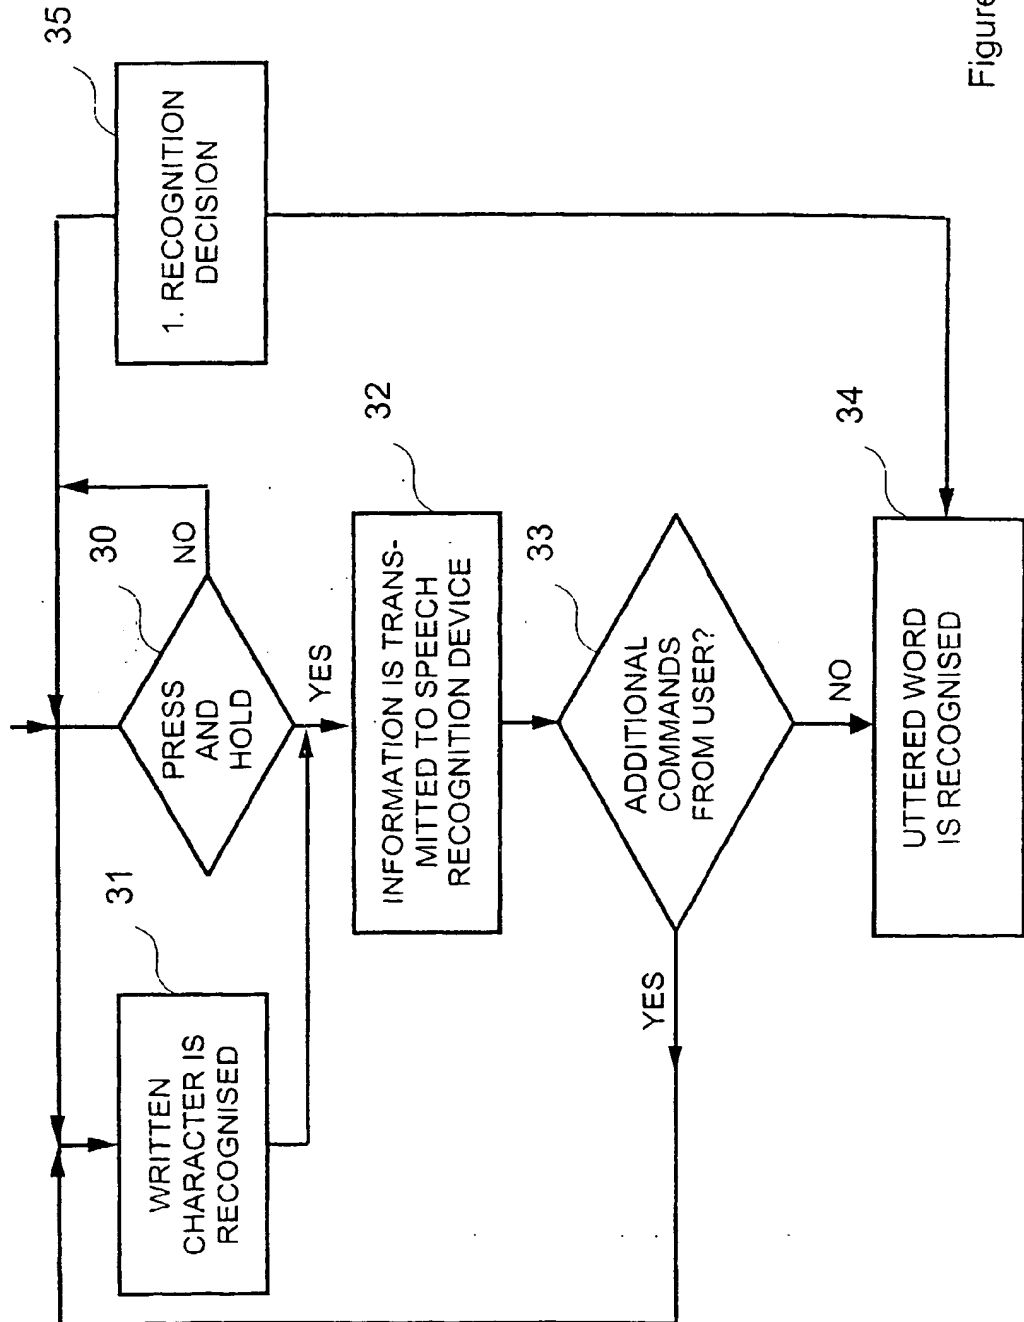 35
1. RECOGNITION
DECISION
30
PRESS
AND
HOLD
NO
YES
31
WRITTEN
CHARACTER IS
RECOGNISED
32
INFORMATION IS TRANS-
MITTED TO SPEECH
RECOGNITION DEVICE
33
ADDITIONAL
COMMANDS
FROM USER?
YES
NO
34
UTTERED WORD
IS RECOGNISED
Figure